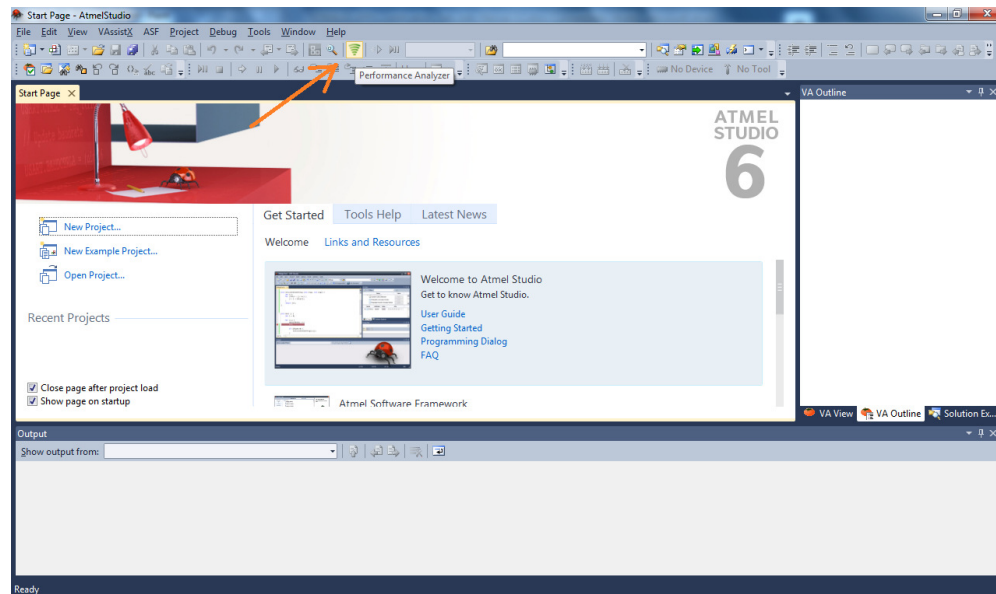 Start Page - AtmelStudio
File Edit View VAssistX ASF Project Debug Tools Window Help
No Device No Tool
Performance Analyzer
Start Page
VA Outline
ATMEL
STUDIO
6
New Project...
New Example Project...
Open Project...
Recent Projects
Close page after project load
Show page on startup
Get Started Tools Help Latest News
Welcome Links and Resources
Welcome to Atmel Studio
Get to know Atmel Studio.
User Guide
Getting Started
Programming Dialog
FAQ
Atmel Software Framework
VA View VA Outline Solution Ex...
Output
Show output from:
Ready